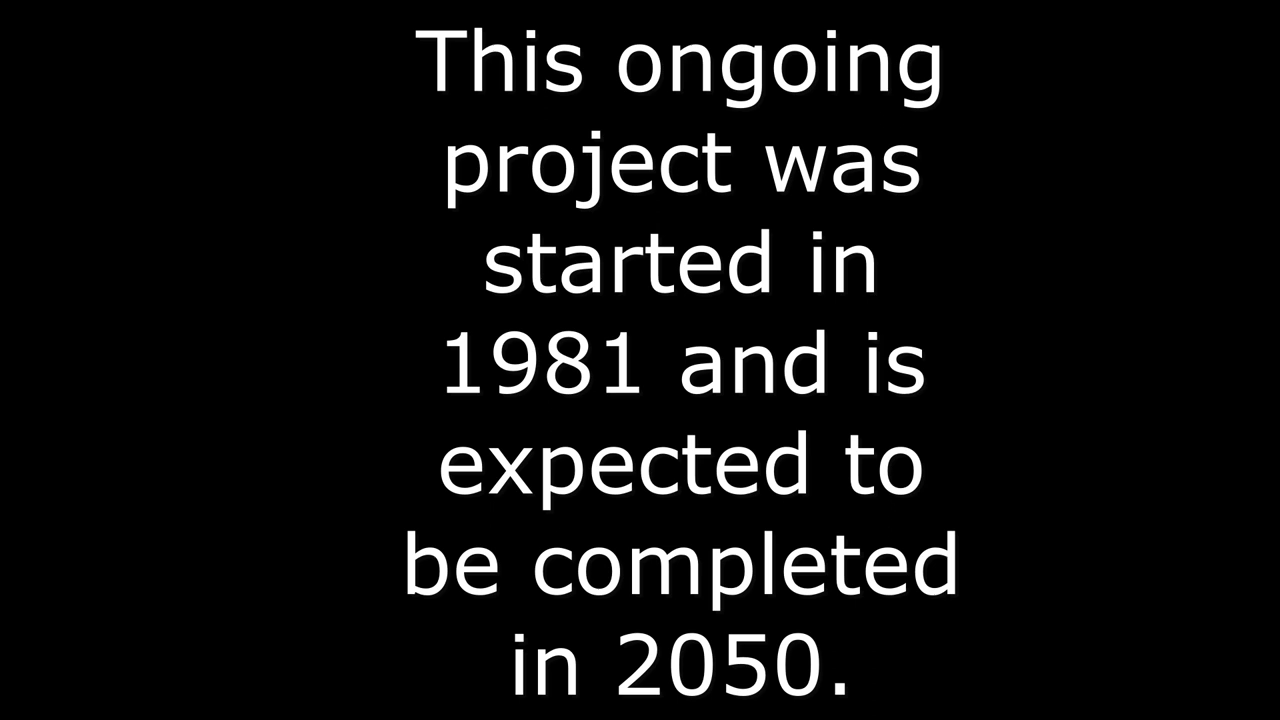 This ongoing
project was
started in
1981 and is
expected to
be completed
in 2050.